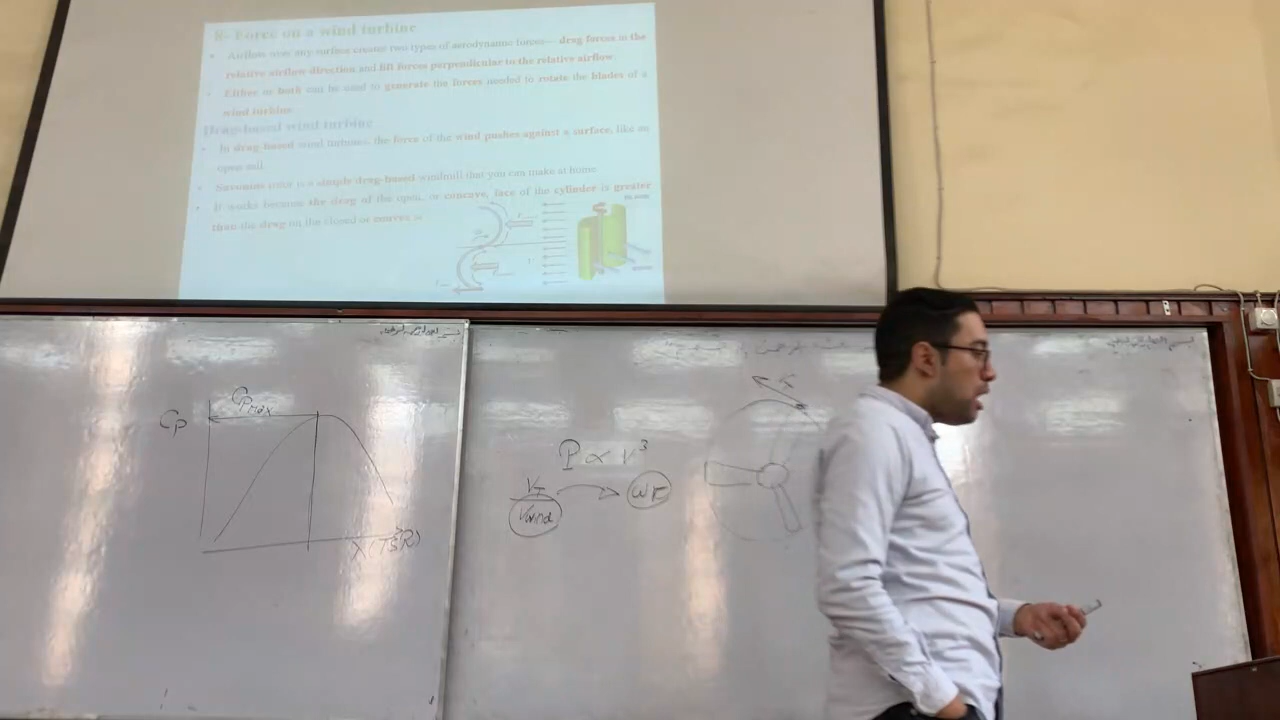 8- Force on a wind turbine
• Airflow over any surface creates two types of aerodynamic forces— drag forces in the
relative airflow direction and lift forces perpendicular to the relative airflow.
• Either or both can be used to generate the forces needed to rotate the blades of a
wind turbine.
Drag-based wind turbine
• In drag-based wind turbines, the force of the wind pushes against a surface, like an
open sail.
• Savonius rotor is a simple drag-based windmill that you can make at home.
• It works because the drag of the open, or concave, face of the cylinder is greater
than the drag on the closed or convex
Cp
CpMax
λ(TSR)
P ∝ V³
VT
Vwind